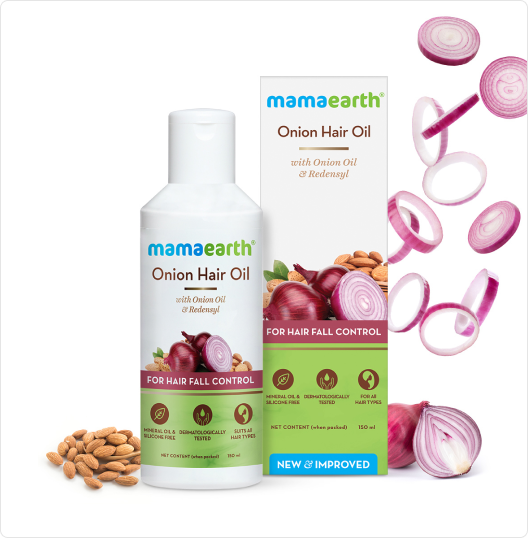 mamaearth®
Onion Hair Oil
with Onion Oil
& Redensyl
FOR HAIR FALL CONTROL
MINERAL OIL &
SILICONE FREE
DERMATOLOGICALLY
TESTED
SUITS ALL
HAIR TYPES
NET CONTENT (when packed) 150 ml
mamaearth®
Onion Hair Oil
with Onion Oil
& Redensyl
FOR HAIR FALL CONTROL
MINERAL OIL &
SILICONE FREE
DERMATOLOGICALLY
TESTED
FOR All
HAIR TYPES
NET CONTENT (when packed) 150 ml
NEW & IMPROVED